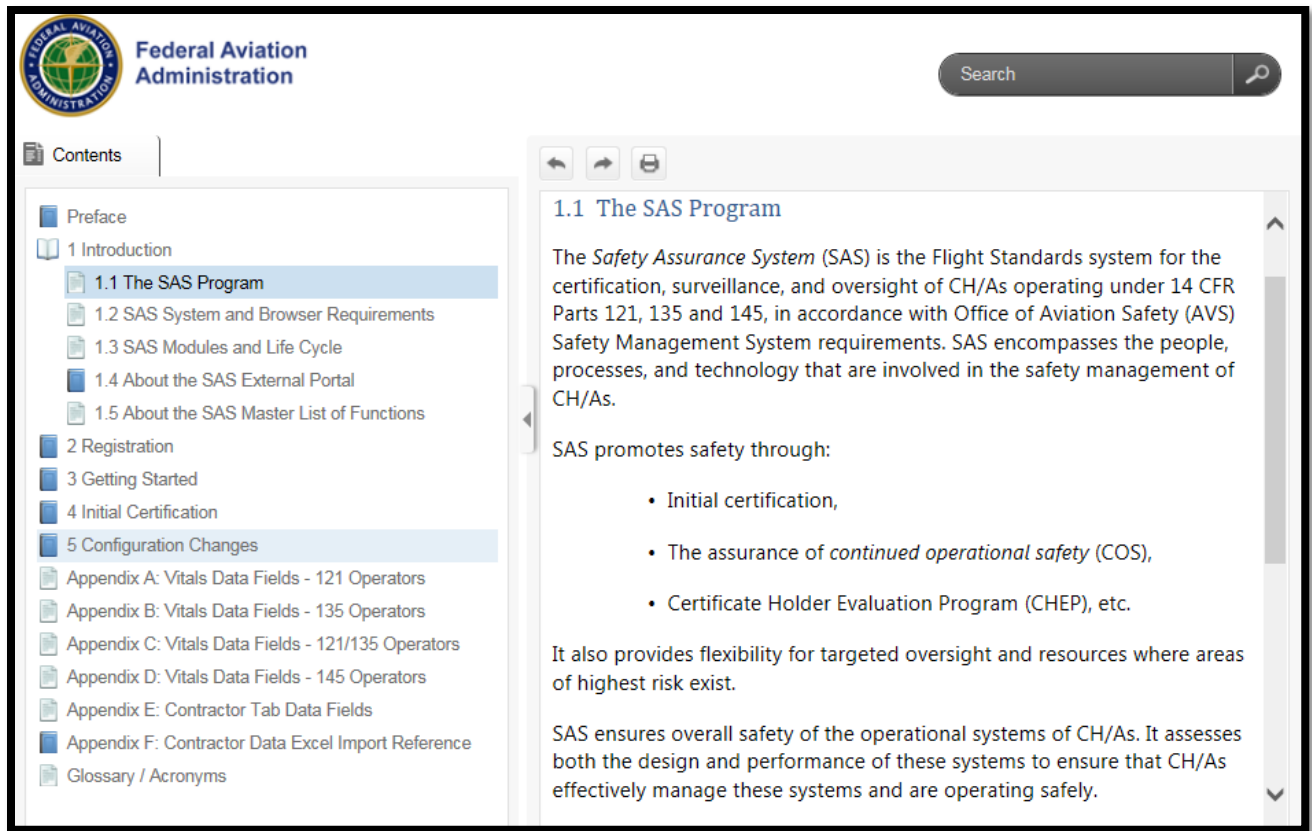 FEDERAL AVIATION
ADMINISTRATION
Federal Aviation
Administration
Search
Contents
Preface
1 Introduction
1.1 The SAS Program
1.2 SAS System and Browser Requirements
1.3 SAS Modules and Life Cycle
1.4 About the SAS External Portal
1.5 About the SAS Master List of Functions
2 Registration
3 Getting Started
4 Initial Certification
5 Configuration Changes
Appendix A: Vitals Data Fields - 121 Operators
Appendix B: Vitals Data Fields - 135 Operators
Appendix C: Vitals Data Fields - 121/135 Operators
Appendix D: Vitals Data Fields - 145 Operators
Appendix E: Contractor Tab Data Fields
Appendix F: Contractor Data Excel Import Reference
Glossary / Acronyms
1.1 The SAS Program
The Safety Assurance System (SAS) is the Flight Standards system for the
certification, surveillance, and oversight of CH/As operating under 14 CFR
Parts 121, 135 and 145, in accordance with Office of Aviation Safety (AVS)
Safety Management System requirements. SAS encompasses the people,
processes, and technology that are involved in the safety management of
CH/As.
SAS promotes safety through:
• Initial certification,
• The assurance of continued operational safety (COS),
• Certificate Holder Evaluation Program (CHEP), etc.
It also provides flexibility for targeted oversight and resources where areas
of highest risk exist.
SAS ensures overall safety of the operational systems of CH/As. It assesses
both the design and performance of these systems to ensure that CH/As
effectively manage these systems and are operating safely.